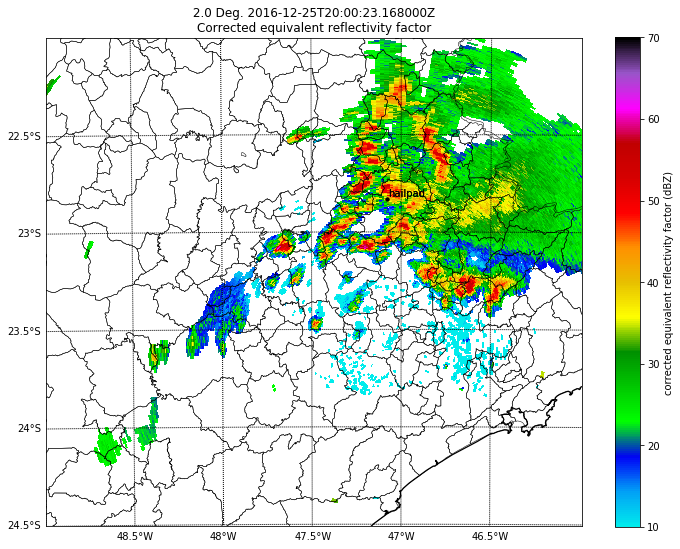 2.0 Deg. 2016-12-25T20:00:23.168000Z
Corrected equivalent reflectivity factor
70
60
50
40
30
20
10
corrected equivalent reflectivity factor (dBZ)
22.5°S
23°S
23.5°S
24°S
24.5°S
hailpad
48.5°W
48°W
47.5°W
47°W
46.5°W